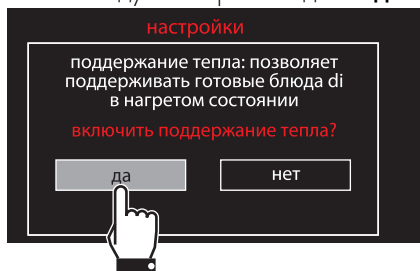 настройки
поддержание тепла: позволяет
поддерживать готовые блюда di
в нагретом состоянии
включить поддержание тепла?
да
нет